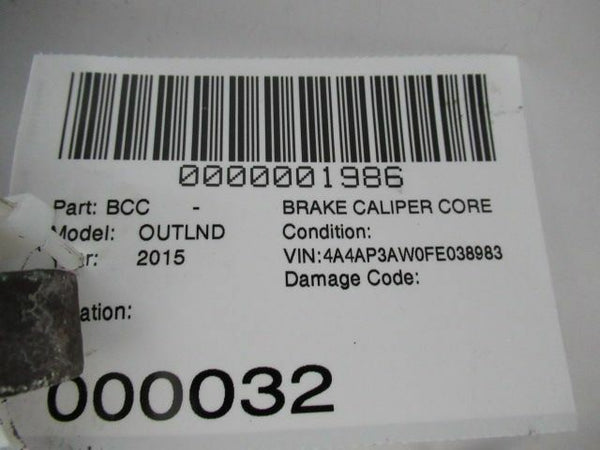 0000001986
Part: BCC - BRAKE CALIPER CORE
Model: OUTLND Condition:
2015 VIN:4A4AP3AW0FE038983
Damage Code:
000032